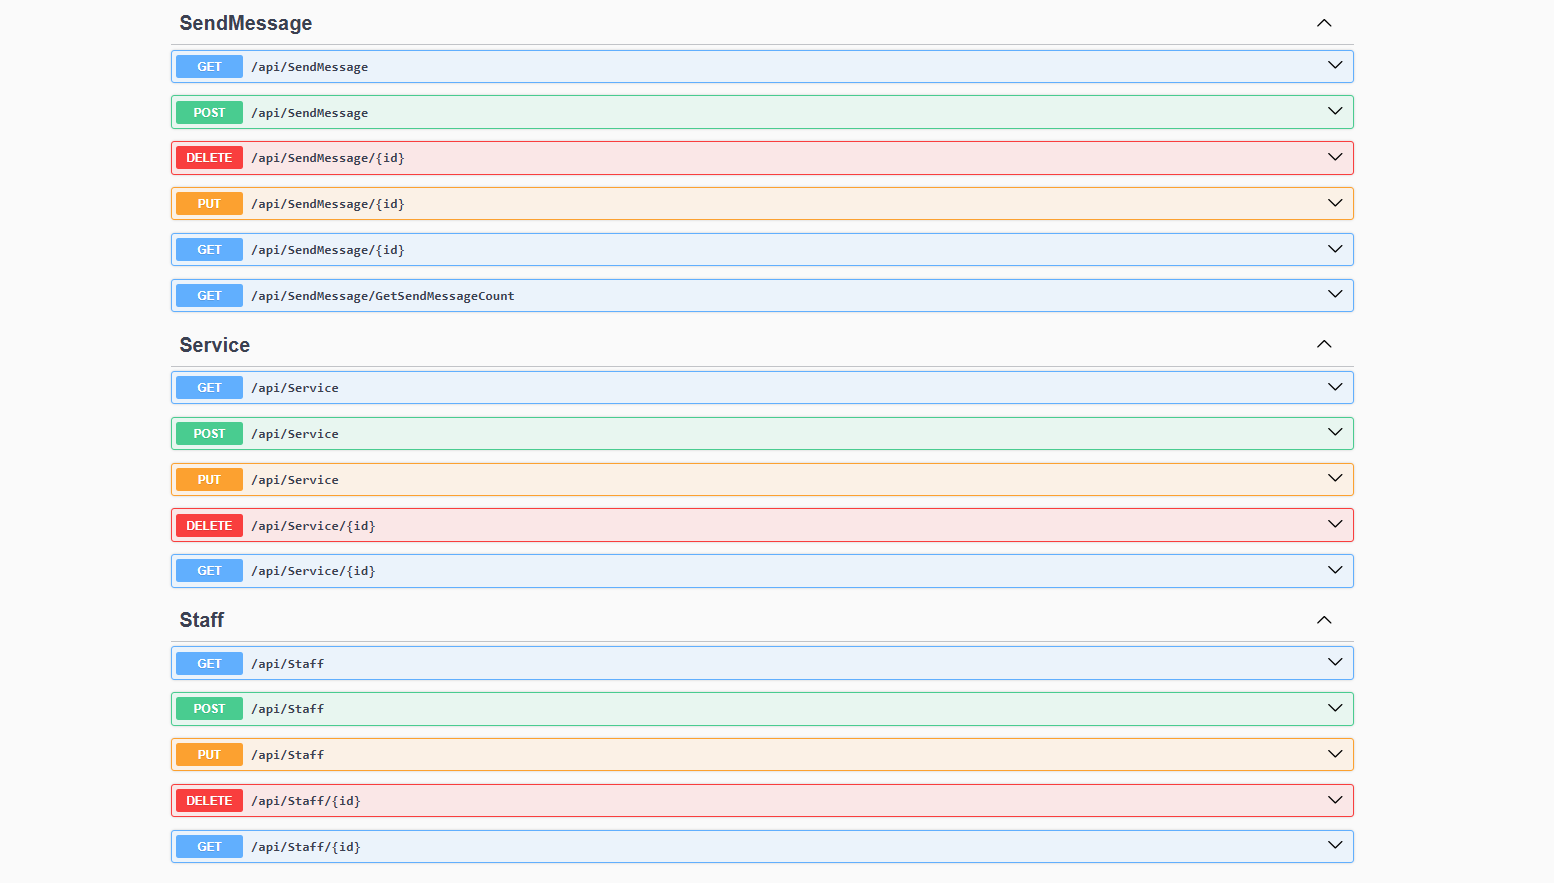 SendMessage
GET /api/SendMessage
POST /api/SendMessage
DELETE /api/SendMessage/{id}
PUT /api/SendMessage/{id}
GET /api/SendMessage/{id}
GET /api/SendMessage/GetSendMessageCount
Service
GET /api/Service
POST /api/Service
PUT /api/Service
DELETE /api/Service/{id}
GET /api/Service/{id}
Staff
GET /api/Staff
POST /api/Staff
PUT /api/Staff
DELETE /api/Staff/{id}
GET /api/Staff/{id}